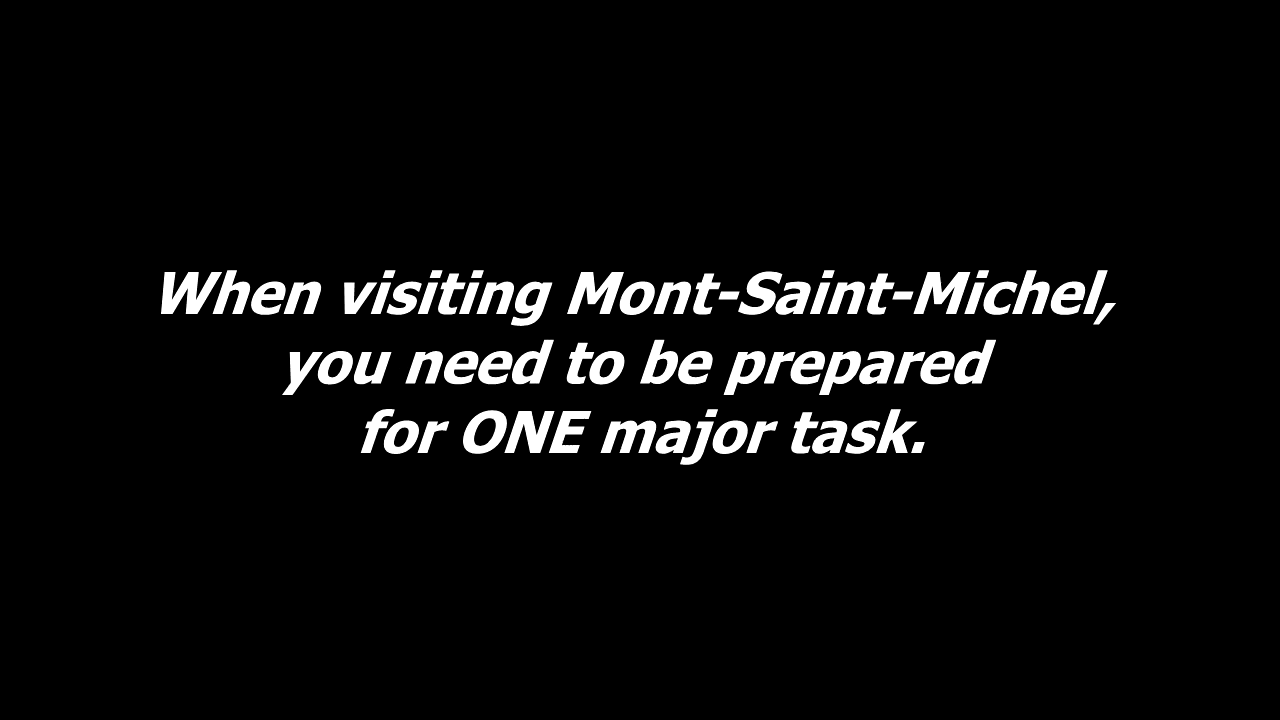 When visiting Mont-Saint-Michel,
you need to be prepared
for ONE major task.